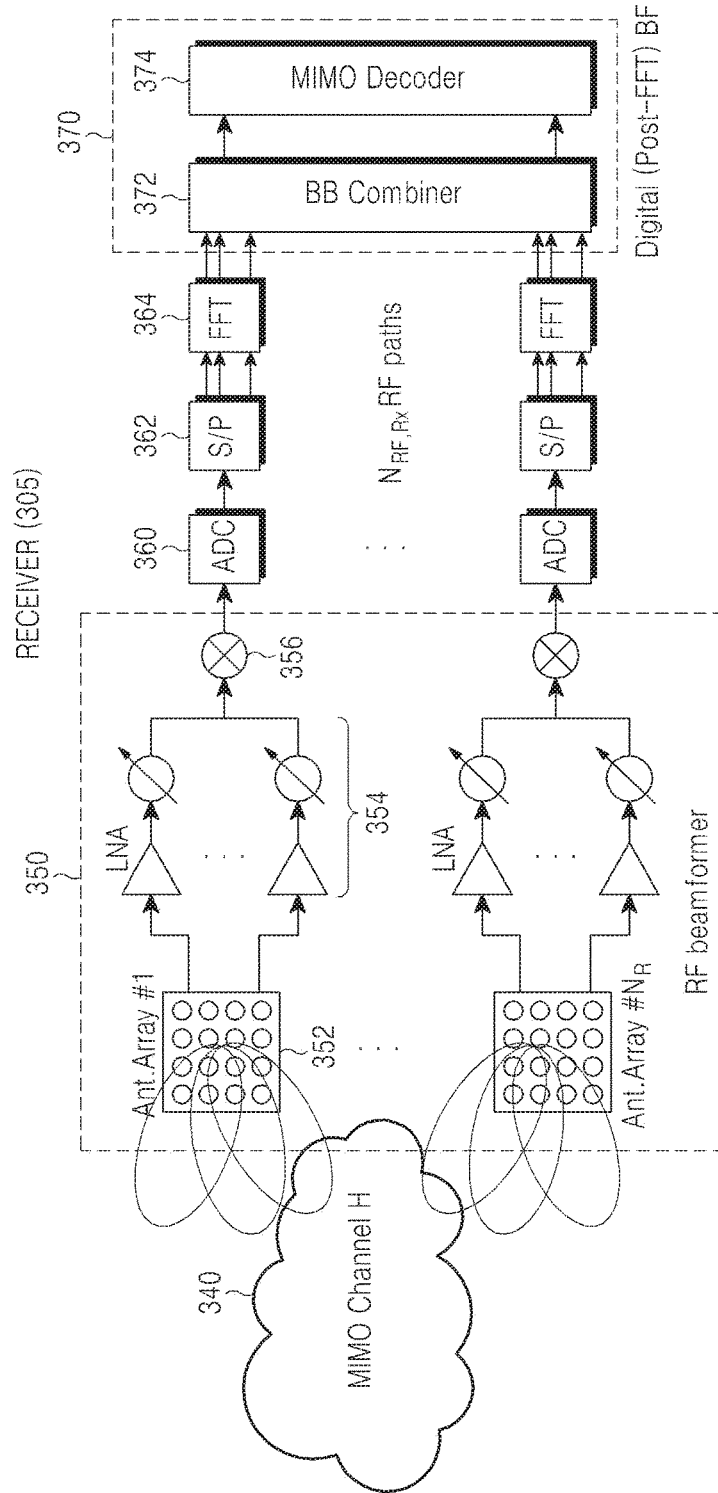 RECEIVER (305)
350
340
MIMO Channel H
Ant.Array #1
352
LNA
. . .
354
356
360
ADC
362
S/P
364
FFT
370
372
BB Combiner
374
MIMO Decoder
. . .
. . .
N_RF,Rx RF paths
Ant.Array #N_R
LNA
. . .
ADC
S/P
FFT
RF beamformer
Digital (Post-FFT) BF